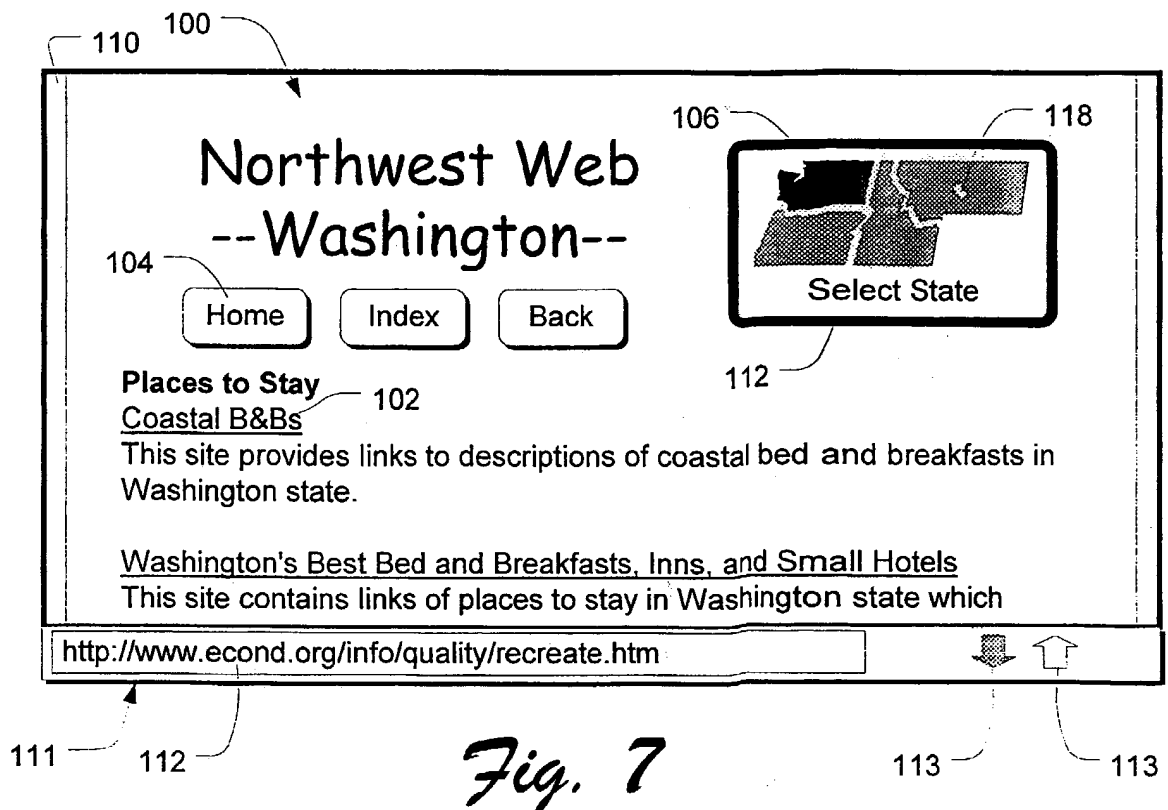 100
110
106
118
Northwest Web
--Washington--
104
Select State
Home Index Back
112
Places to Stay
102
Coastal B&Bs
This site provides links to descriptions of coastal bed and breakfasts in
Washington state.
Washington's Best Bed and Breakfasts, Inns, and Small Hotels
This site contains links of places to stay in Washington state which
http://www.econd.org/info/quality/recreate.htm
111
112
113
113
Fig. 7